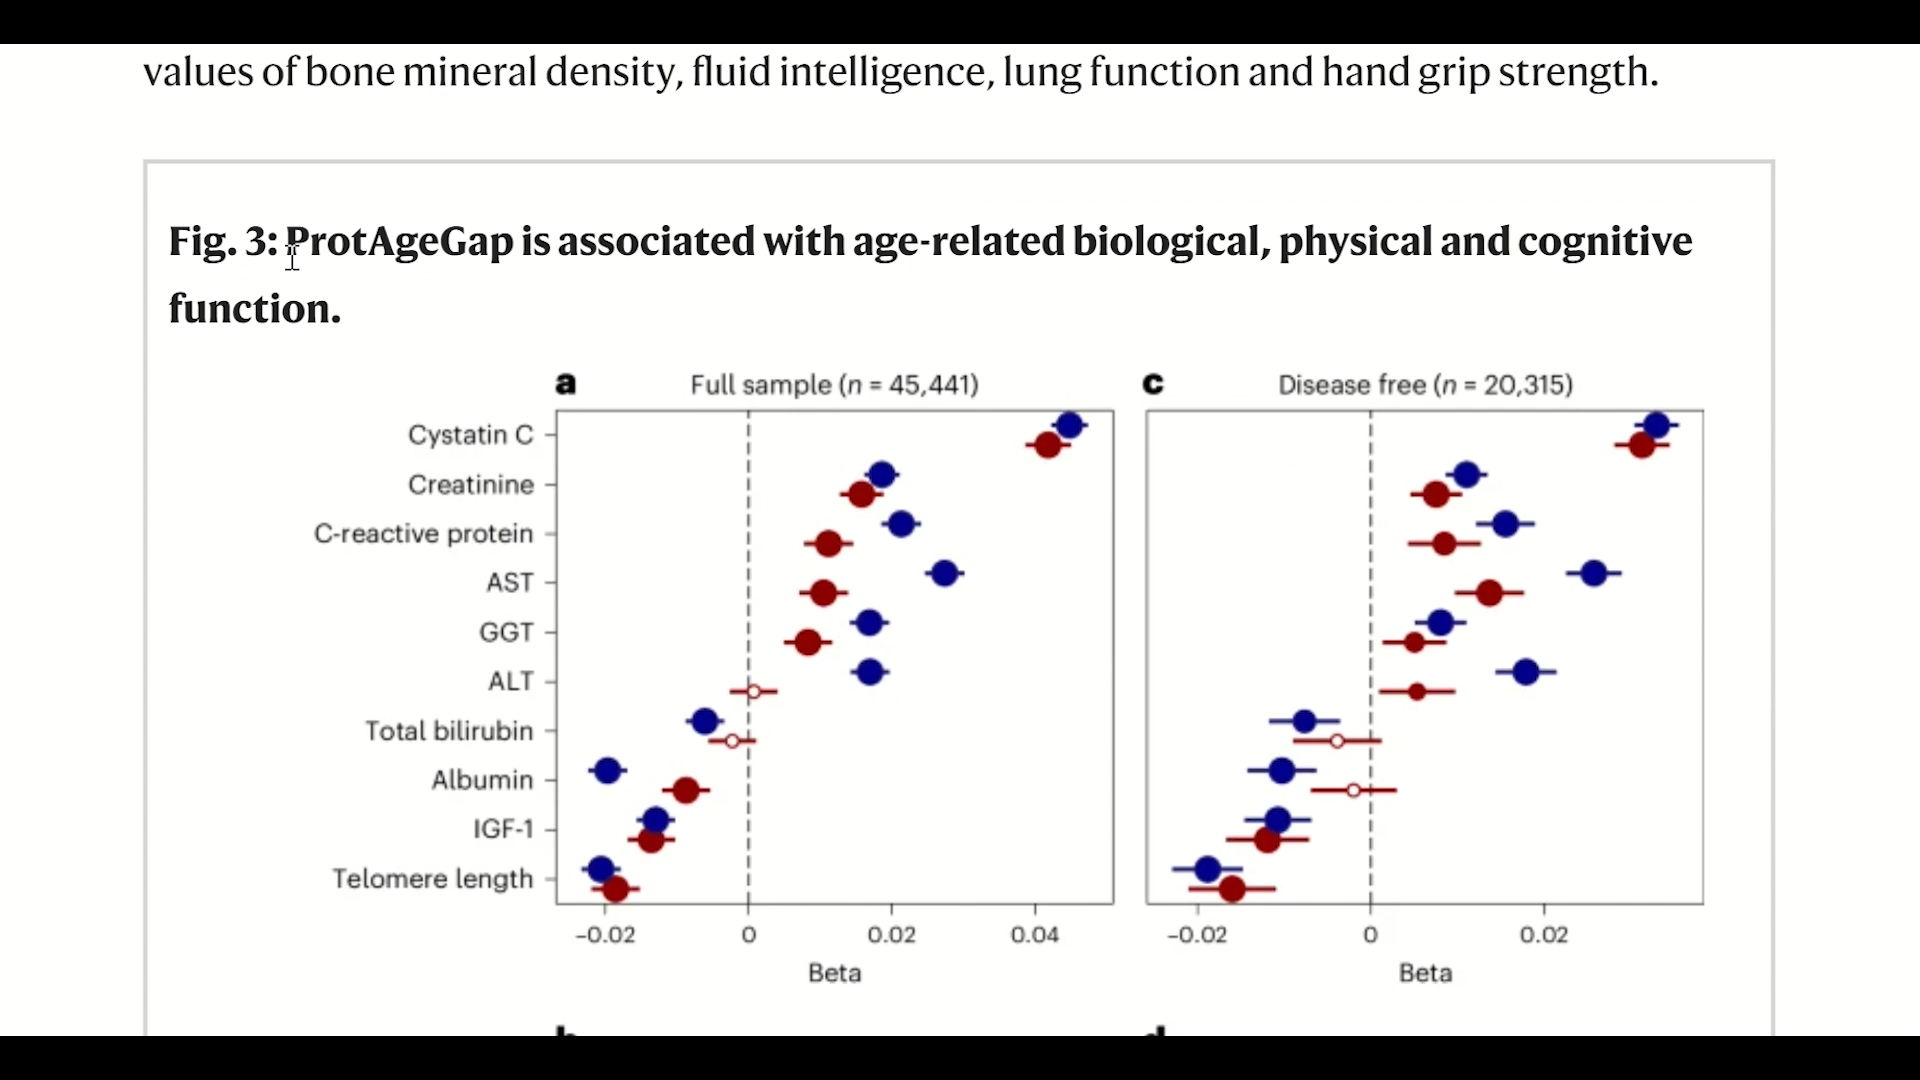 values of bone mineral density, fluid intelligence, lung function and hand grip strength.
Fig. 3: ProtAgeGap is associated with age-related biological, physical and cognitive
function.
a Full sample (n = 45,441)
c Disease free (n = 20,315)
Cystatin C
Creatinine
C-reactive protein
AST
GGT
ALT
Total bilirubin
Albumin
IGF-1
Telomere length
−0.02 0 0.02 0.04
Beta
−0.02 0 0.02
Beta